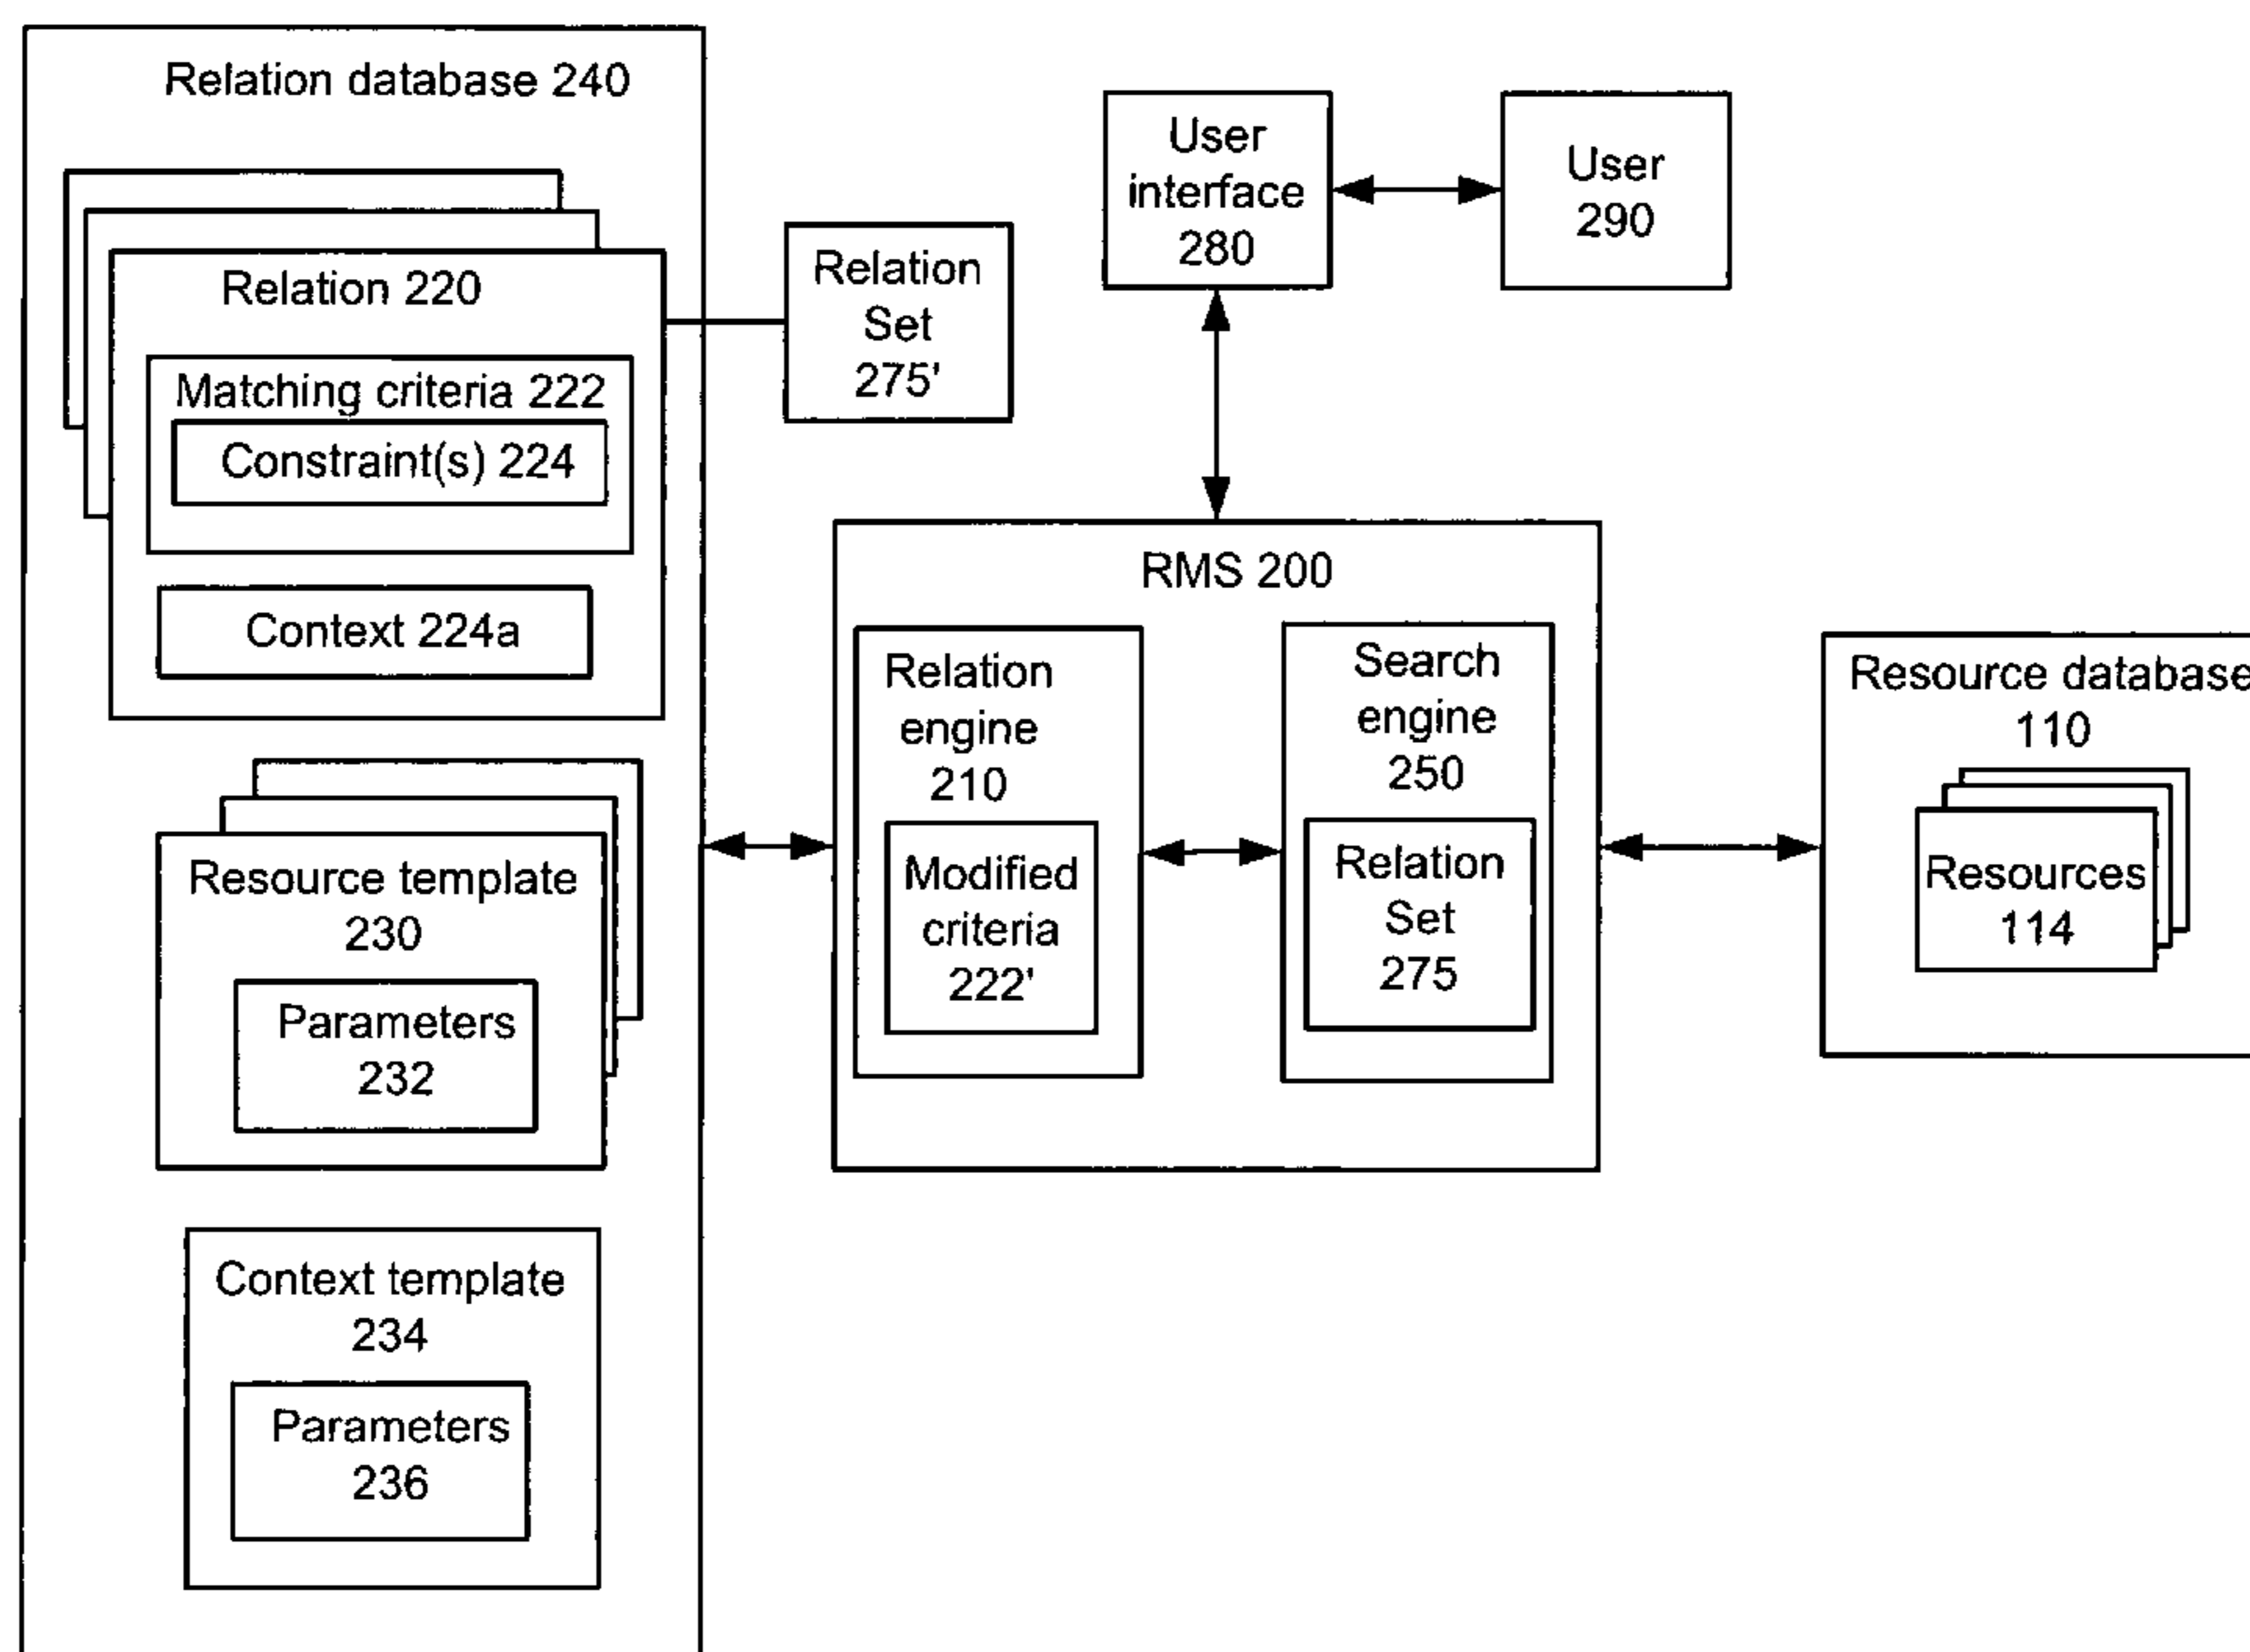 Relation database 240
Relation 220
Matching criteria 222
Constraint(s) 224
Context 224a
Resource template
230
Parameters
232
Context template
234
Parameters
236
Relation
Set
275'
User
interface
280
User
290
RMS 200
Relation
engine
210
Modified
criteria
222'
Search
engine
250
Relation
Set
275
Resource database
110
Resources
114